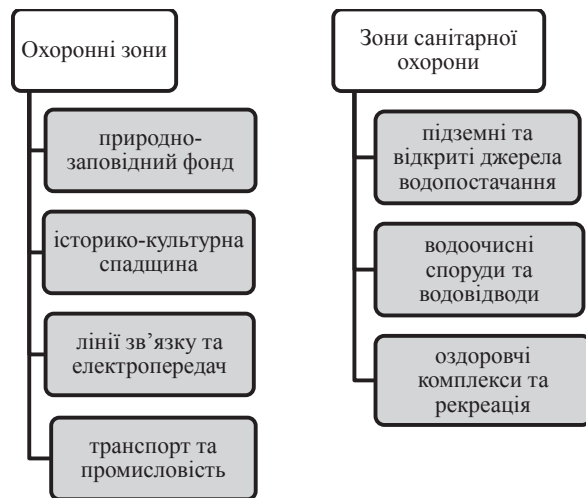 Охоронні зони
природно-
заповідний фонд
історико-культурна
спадщина
лінії зв’язку та
електропередач
транспорт та
промисловість
Зони санітарної
охорони
підземні та
відкриті джерела
водопостачання
водоочисні
споруди та
водовідводи
оздоровчі
комплекси та
рекреація